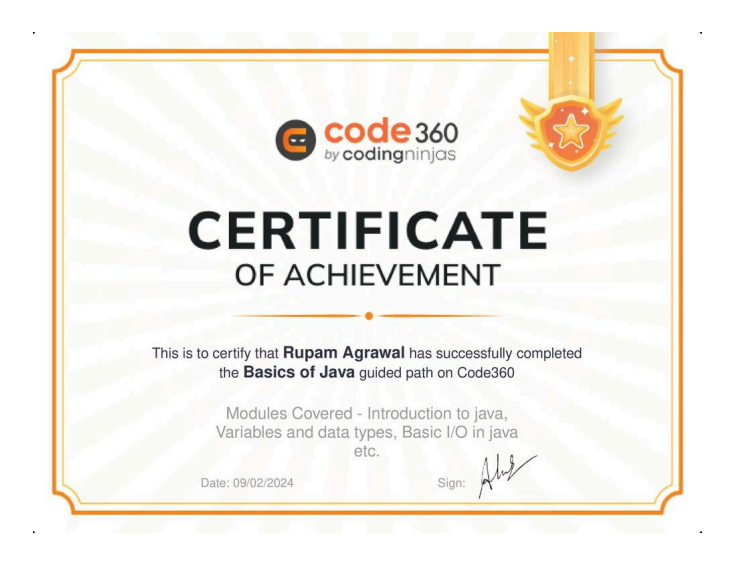 code 360
by codingninjas
CERTIFICATE
OF ACHIEVEMENT
This is to certify that Rupam Agrawal has successfully completed
the Basics of Java guided path on Code360
Modules Covered - Introduction to java,
Variables and data types, Basic I/O in java
etc.
Date: 09/02/2024 Sign: